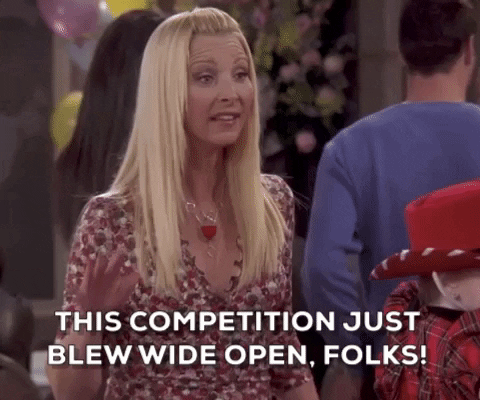 THIS COMPETITION JUST
BLEW WIDE OPEN, FOLKS!